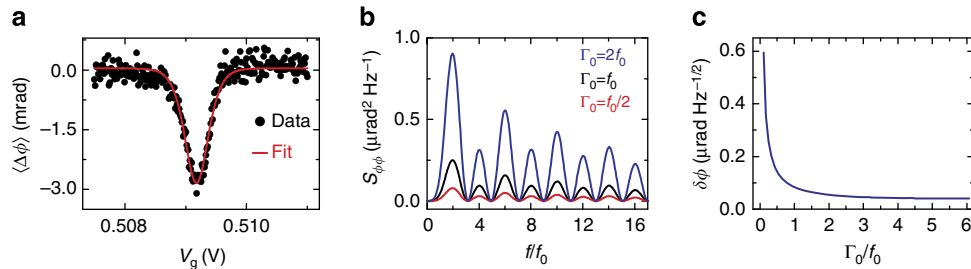 a
⟨Δϕ⟩ (mrad)
0.0
−1.5
−3.0
Data
Fit
0.508
0.510
V_g (V)
b
S_ϕϕ (μrad² Hz⁻¹)
1.0
0.5
0.0
Γ₀=2f₀
Γ₀=f₀
Γ₀=f₀/2
0 4 8 12 16
f/f₀
c
δϕ (μrad Hz⁻¹/²)
0.6
0.4
0.2
0.0
0 1 2 3 4 5 6
Γ₀/f₀